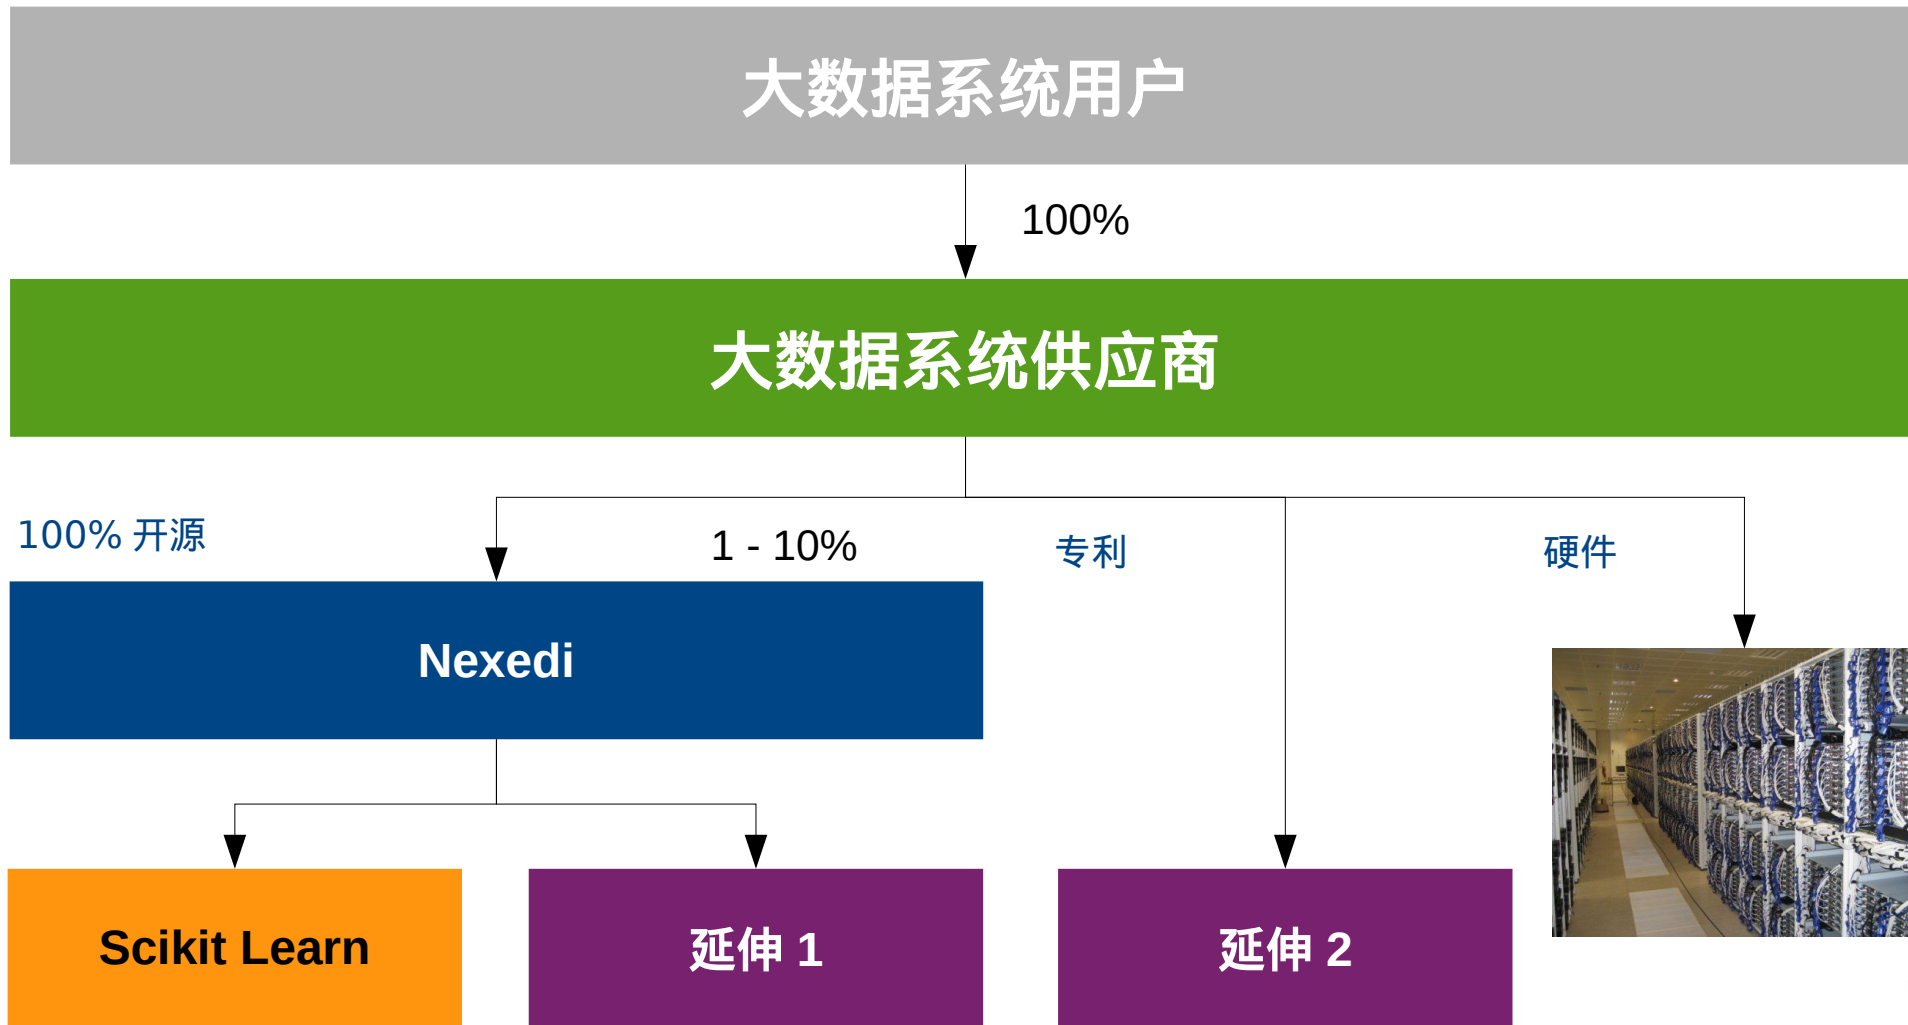 大数据系统用户
100%
大数据系统供应商
100% 开源
1 - 10%
专利
硬件
Nexedi
Scikit Learn
延伸 1
延伸 2